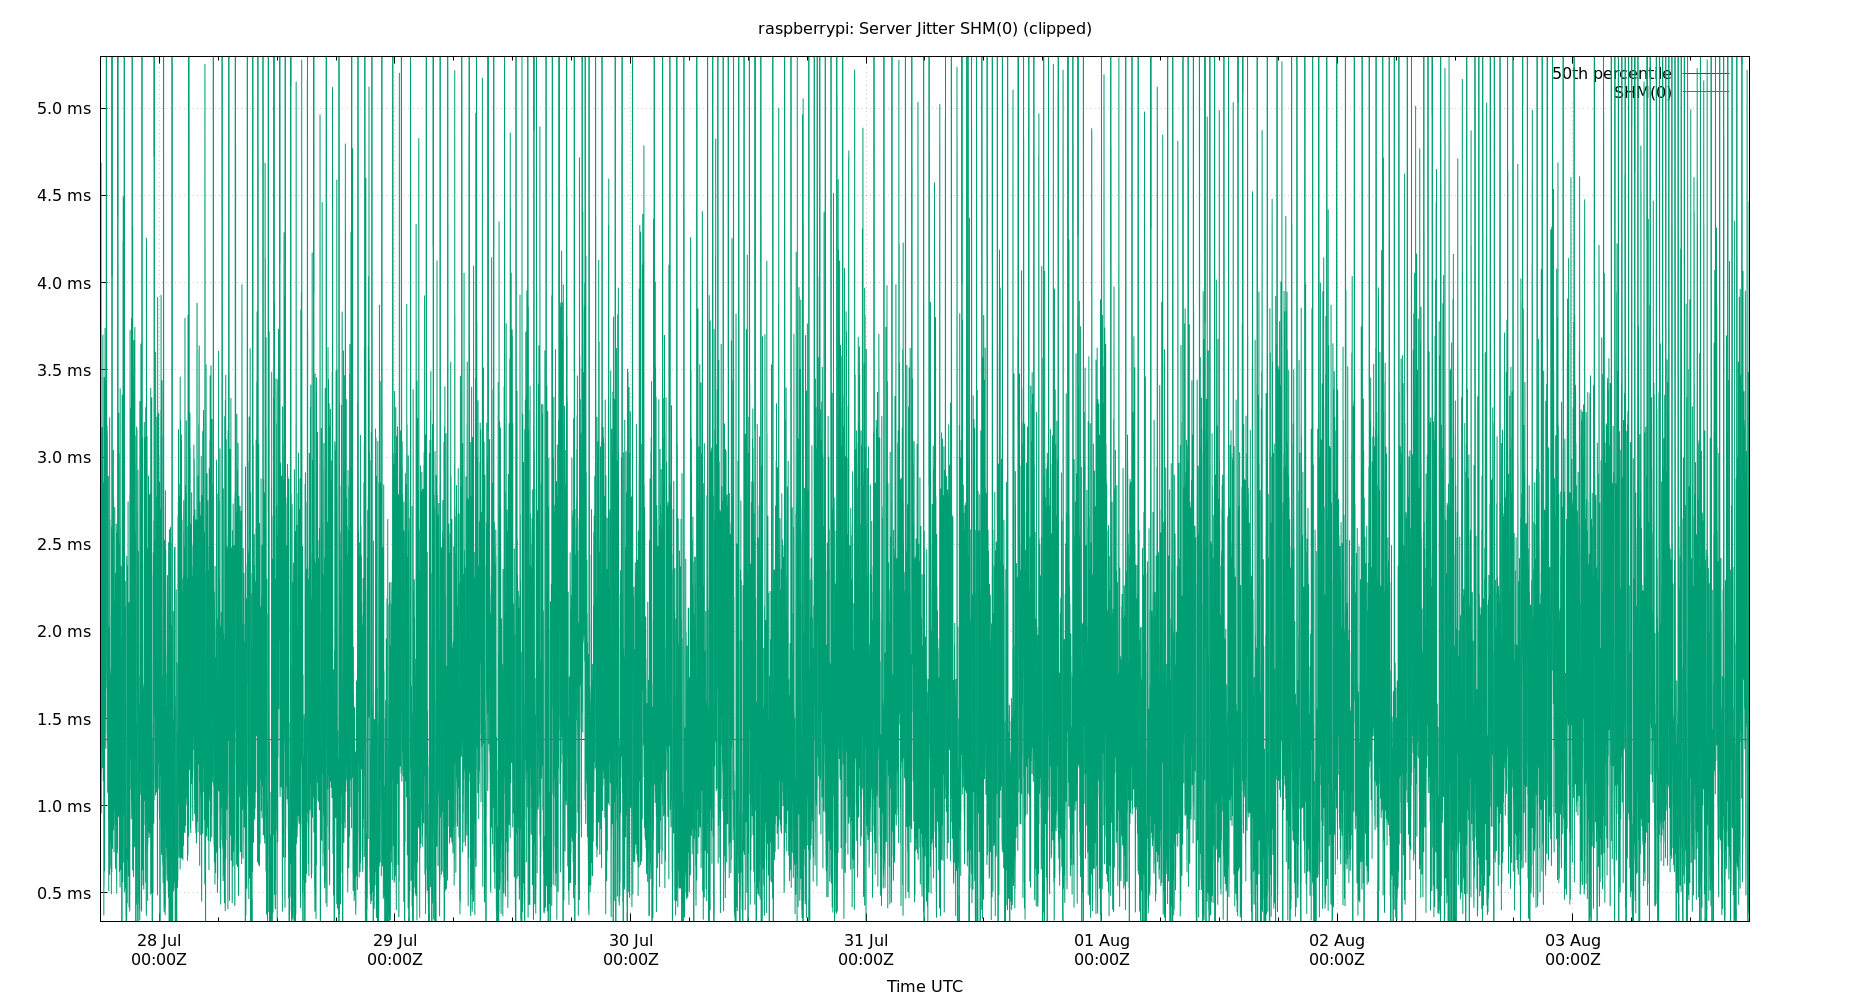 raspberrypi: Server Jitter SHM(0) (clipped)
50th percentile
SHM(0)
5.0 ms
4.5 ms
4.0 ms
3.5 ms
3.0 ms
2.5 ms
2.0 ms
1.5 ms
1.0 ms
0.5 ms
28 Jul 29 Jul 30 Jul 31 Jul 01 Aug 02 Aug 03 Aug
00:00Z 00:00Z 00:00Z 00:00Z 00:00Z 00:00Z 00:00Z
Time UTC